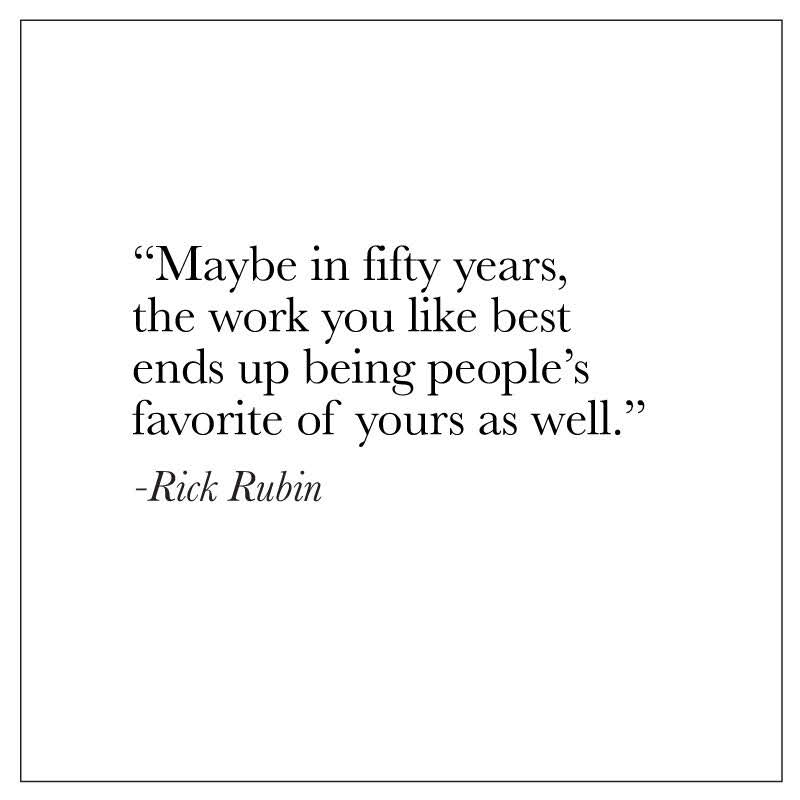 “Maybe in fifty years,
the work you like best
ends up being people’s
favorite of yours as well.”
-Rick Rubin